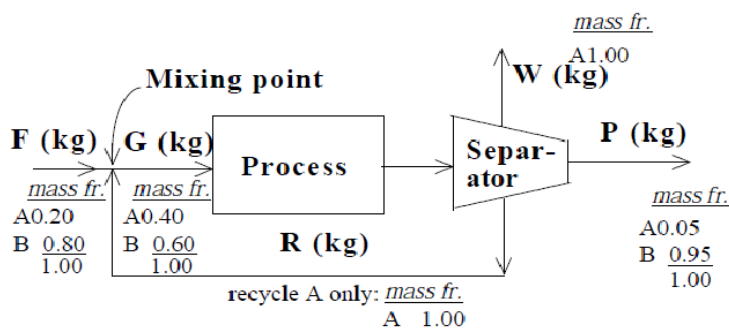 mass fr.
A1.00
W (kg)
Mixing point
F (kg)
G (kg)
Process
Separ-
ator
P (kg)
mass fr.
A0.20
B 0.80
1.00
mass fr.
A0.40
B 0.60
1.00
R (kg)
mass fr.
A0.05
B 0.95
1.00
recycle A only: mass fr.
A 1.00